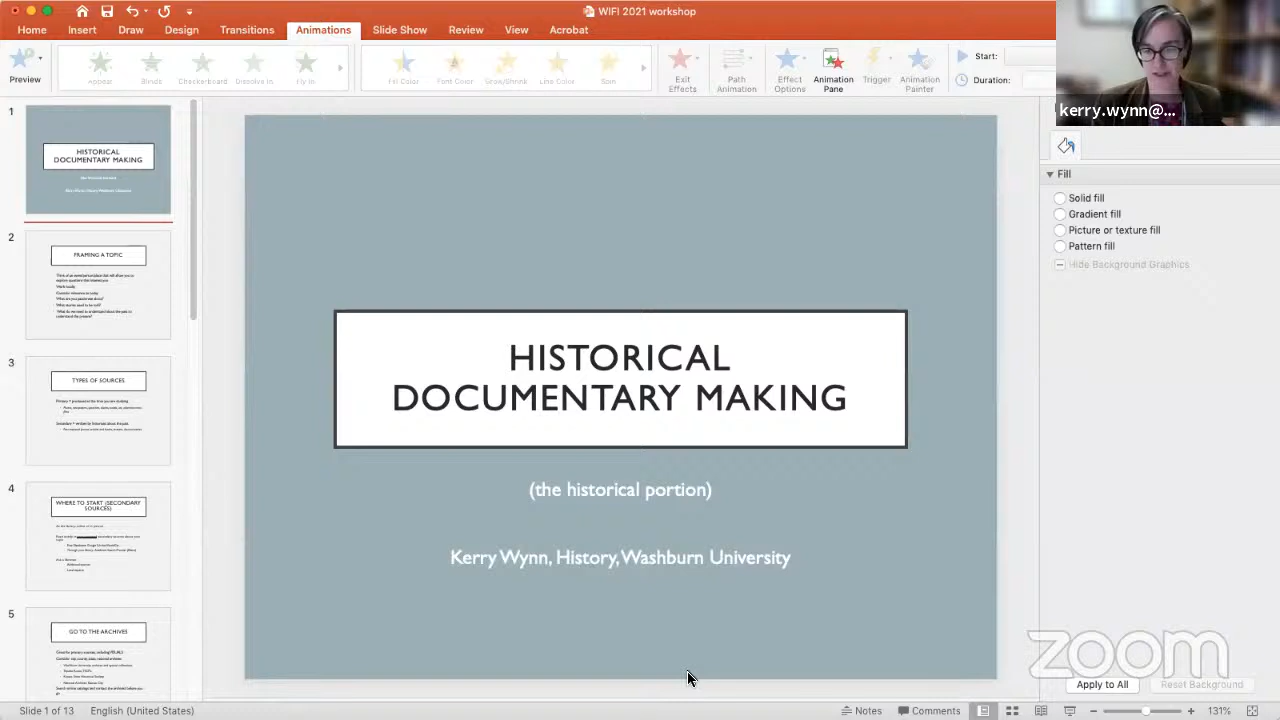 WIFI 2021 workshop
Home Insert Draw Design Transitions Animations Slide Show Review View Acrobat
Preview
Appear Blinds Checkerboard Dissolve In Fly In
Fill Color Font Color Grow/Shrink Line Color Spin
Exit Effects
Path Animation
Effect Options
Animation Pane
Trigger
Animation Painter
Start:
Duration:
kerry.wynn@...
1
HISTORICAL
DOCUMENTARY MAKING
2
FRAMING A TOPIC
3
TYPES OF SOURCES
4
WHERE TO START (SECONDARY
SOURCES)
5
GO TO THE ARCHIVES
HISTORICAL
DOCUMENTARY MAKING
(the historical portion)
Kerry Wynn, History, Washburn University
Fill
Solid fill
Gradient fill
Picture or texture fill
Pattern fill
Hide Background Graphics
zoom
Apply to All Reset Background
Slide 1 of 13 English (United States) Notes Comments 131%